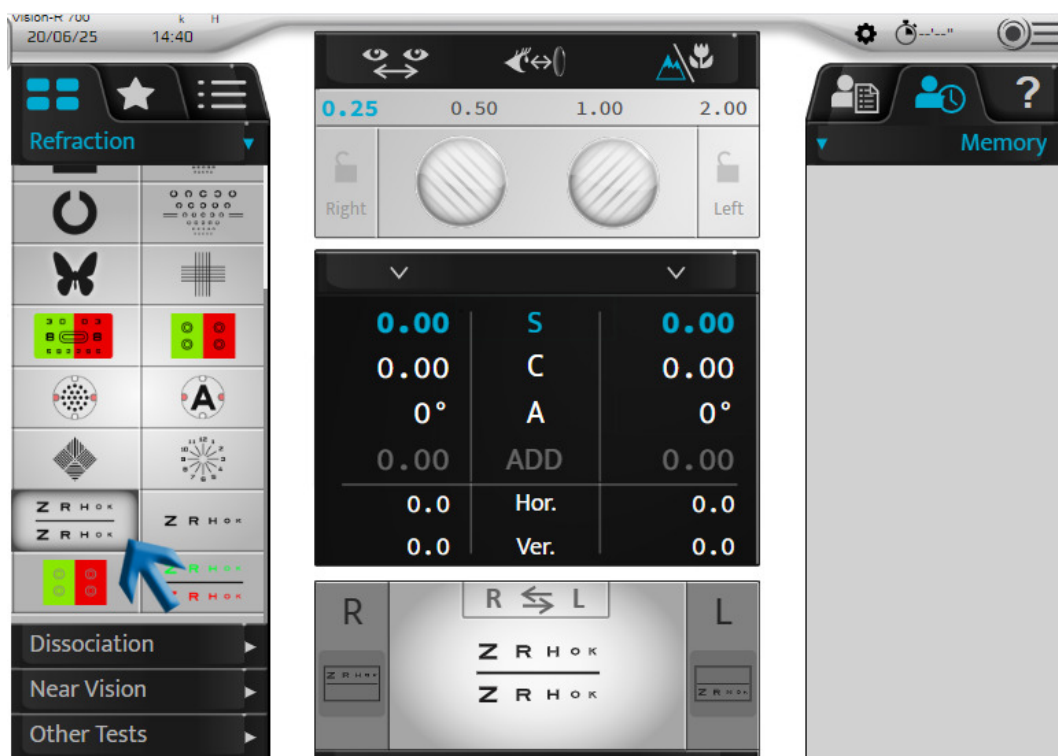 Vision-R 700 k H
20/06/25 14:40 --'--"
Refraction
0.25 0.50 1.00 2.00
Right Left
Memory
?
A
Z R H O K
Z R H O K
Z R H O K
Z R H O K
Z R H O K
Dissociation
Near Vision
Other Tests
0.00 S 0.00
0.00 C 0.00
0° A 0°
0.00 ADD 0.00
0.0 Hor. 0.0
0.0 Ver. 0.0
R R L L
Z R H O K
Z R H O K